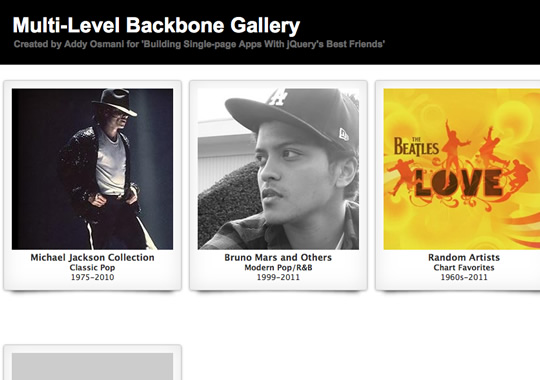 Multi-Level Backbone Gallery
Created by Addy Osmani for 'Building Single-page Apps With jQuery's Best Friends'
THE
BEATLES
LOVE
Michael Jackson Collection
Classic Pop
1975-2010
Bruno Mars and Others
Modern Pop/R&B
1999-2011
Random Artists
Chart Favorites
1960s-2011